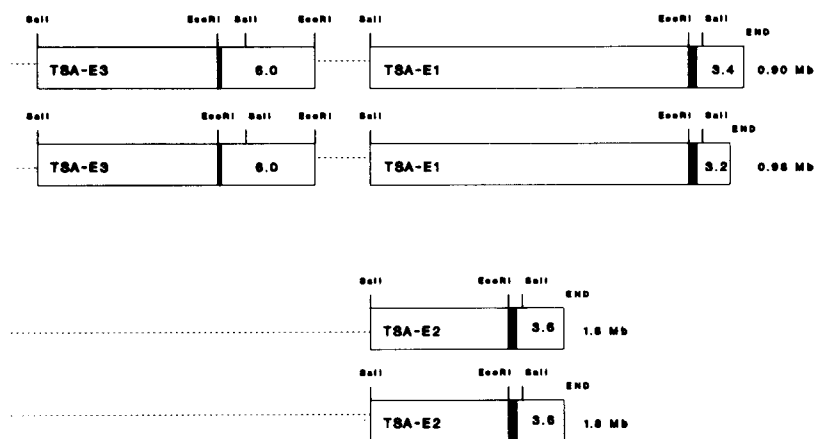 SalI EcoRI SalI EcoRI SalI EcoRI SalI
END
TSA-E3 6.0 TSA-E1 3.4 0.90 Mb
SalI EcoRI SalI EcoRI SalI EcoRI SalI
END
TSA-E3 6.0 TSA-E1 3.2 0.98 Mb
SalI EcoRI SalI
END
TSA-E2 3.6 1.6 Mb
SalI EcoRI SalI
END
TSA-E2 3.6 1.8 Mb